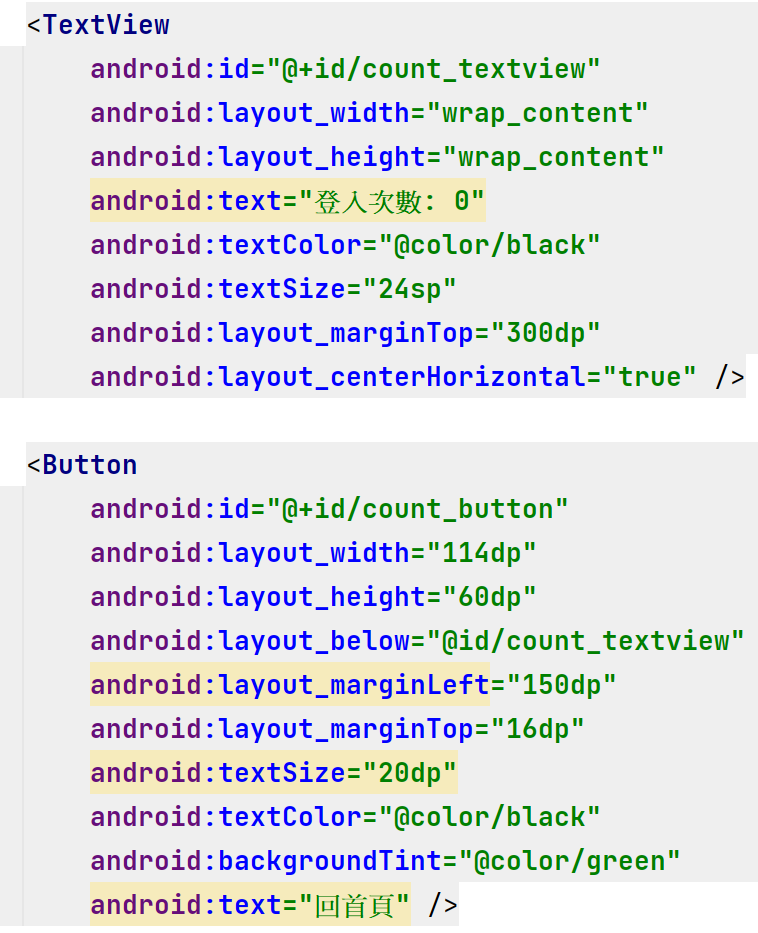 <TextView
android:id="@+id/count_textview"
android:layout_width="wrap_content"
android:layout_height="wrap_content"
android:text="登入次數: 0"
android:textColor="@color/black"
android:textSize="24sp"
android:layout_marginTop="300dp"
android:layout_centerHorizontal="true" />
<Button
android:id="@+id/count_button"
android:layout_width="114dp"
android:layout_height="60dp"
android:layout_below="@id/count_textview"
android:layout_marginLeft="150dp"
android:layout_marginTop="16dp"
android:textSize="20dp"
android:textColor="@color/black"
android:backgroundTint="@color/green"
android:text="回首頁" />